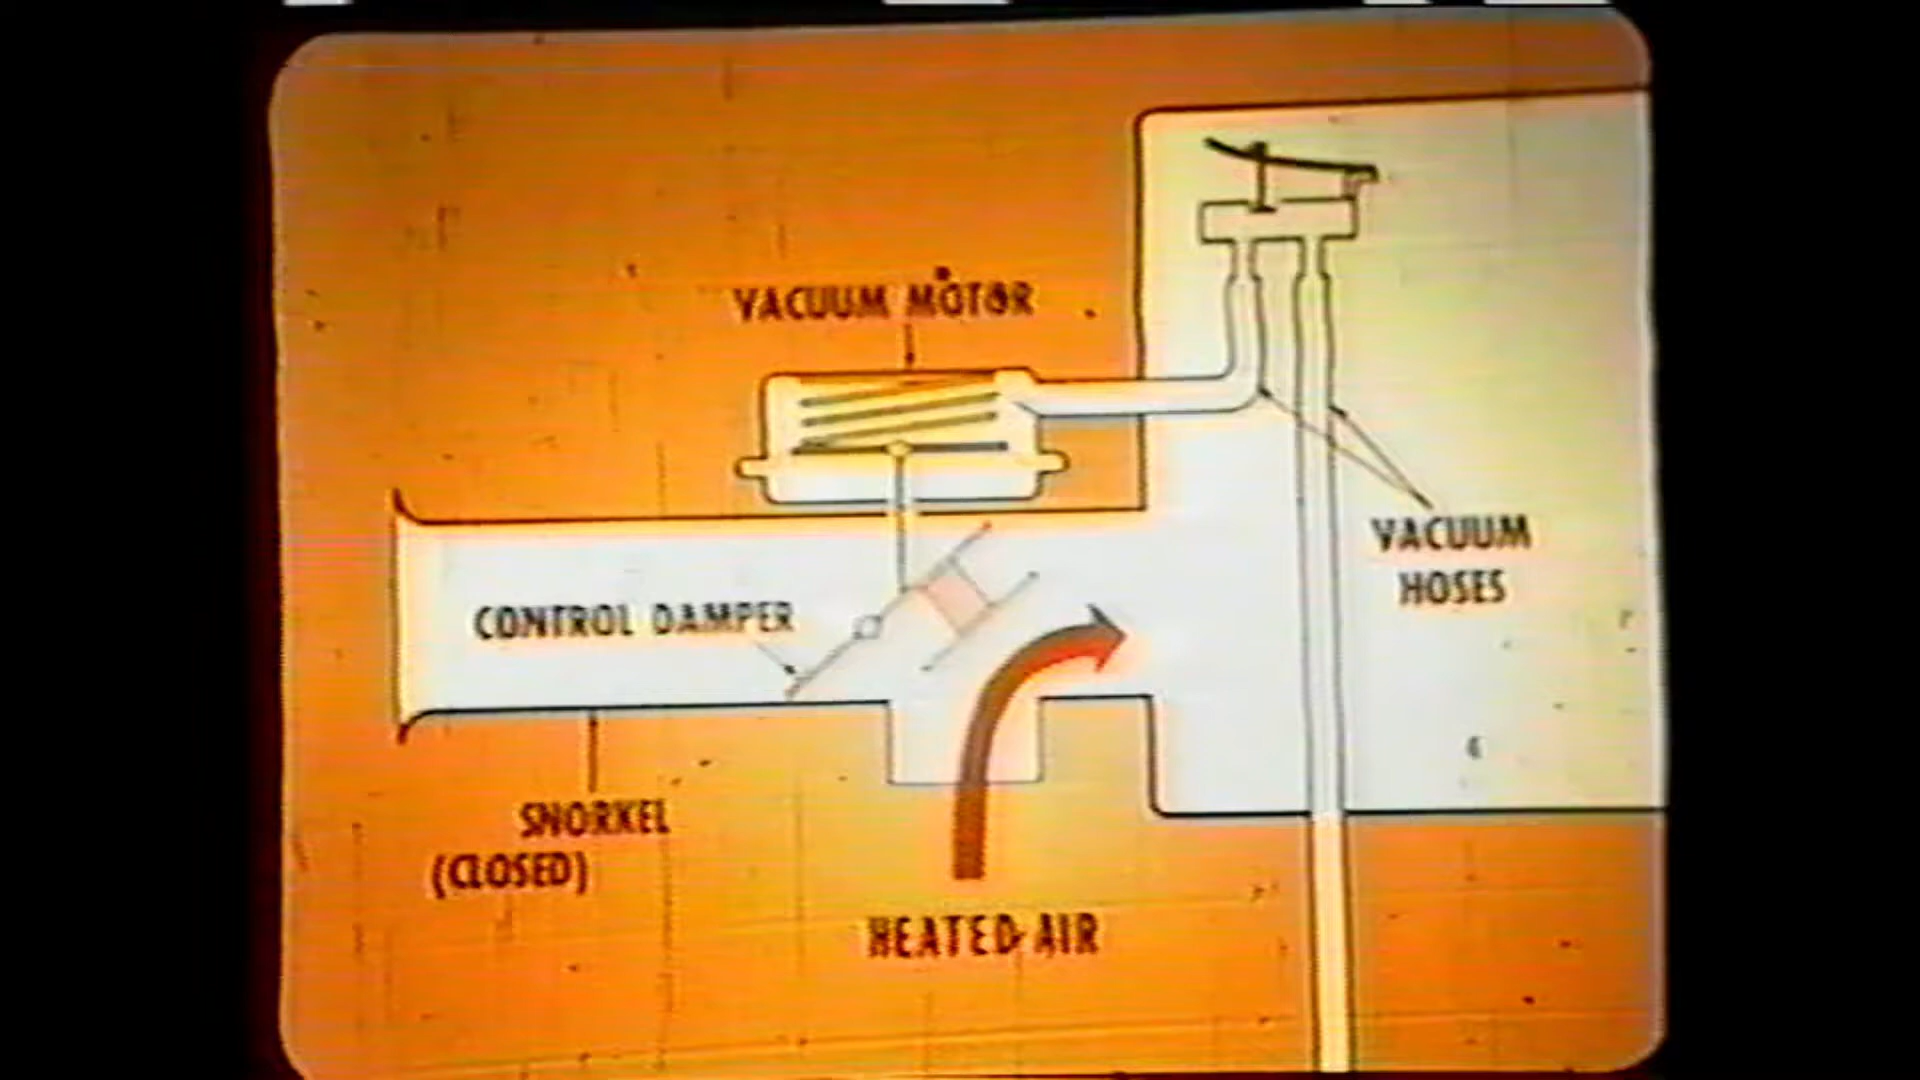 VACUUM MOTOR
VACUUM
HOSES
CONTROL DAMPER
SNORKEL
(CLOSED)
HEATED AIR